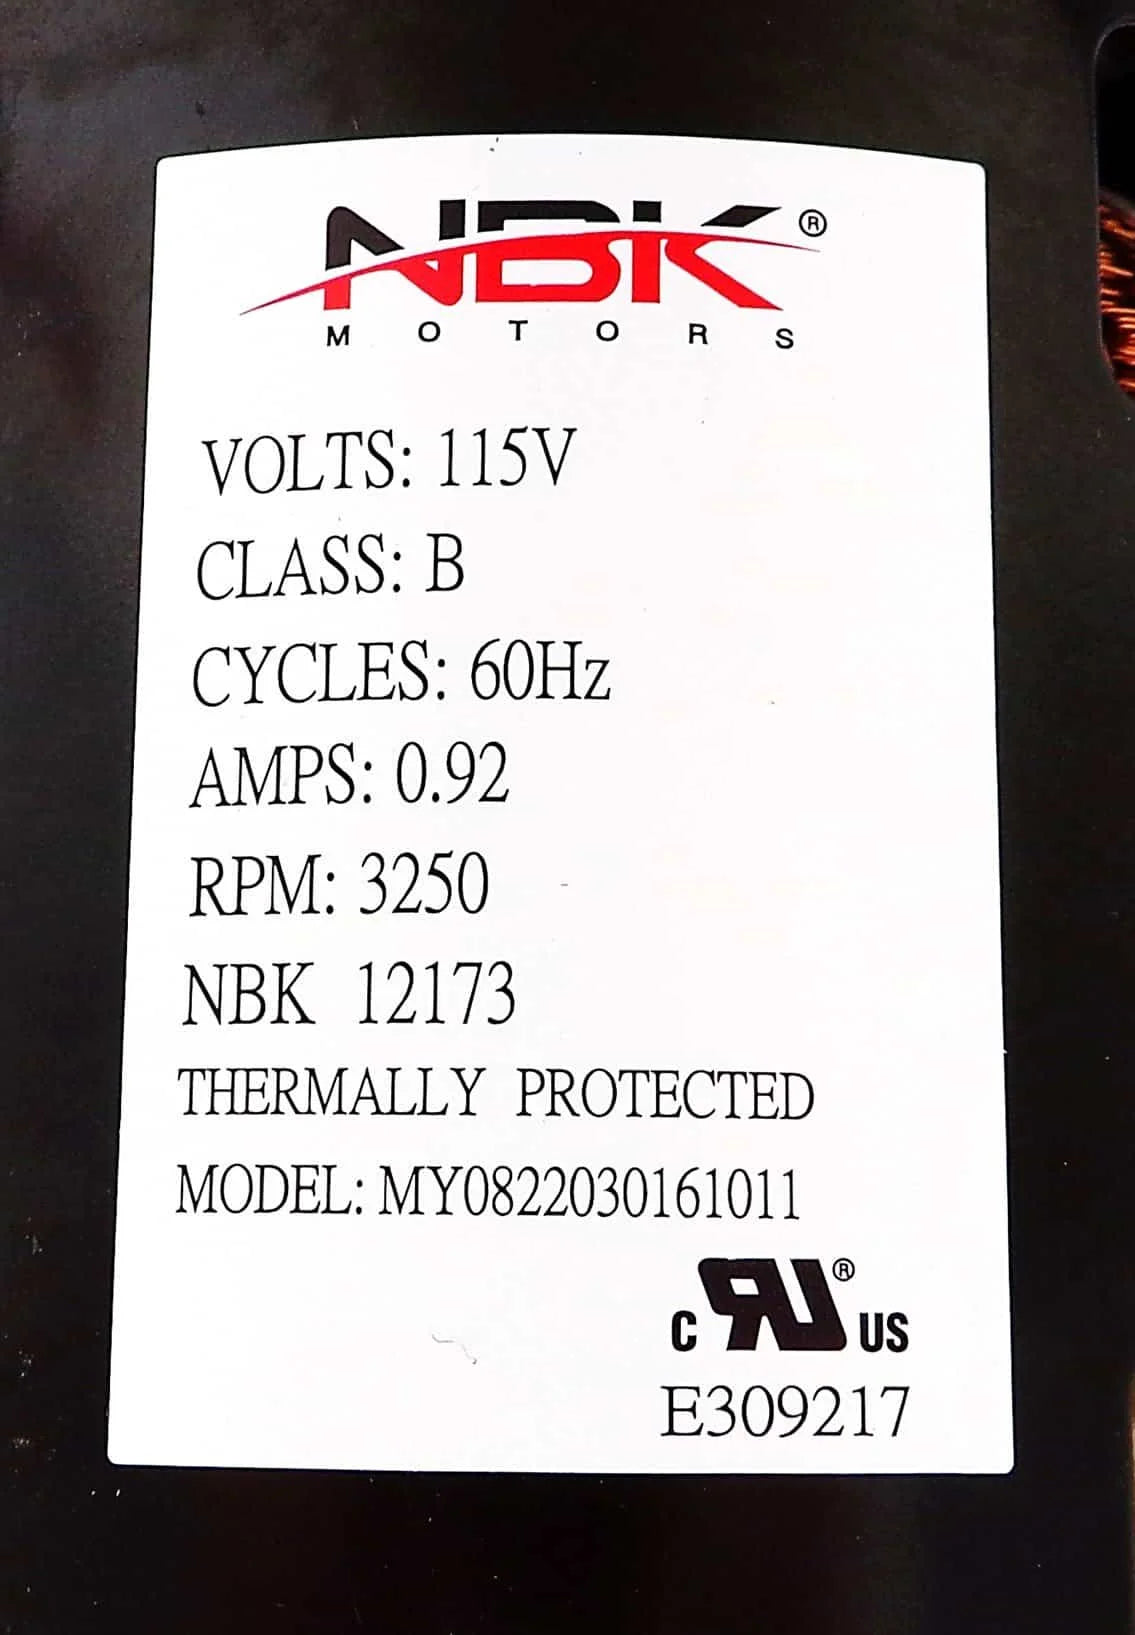 NBK®
MOTORS
VOLTS: 115V
CLASS: B
CYCLES: 60Hz
AMPS: 0.92
RPM: 3250
NBK 12173
THERMALLY PROTECTED
MODEL: MY0822030161011
C RU® US
E309217